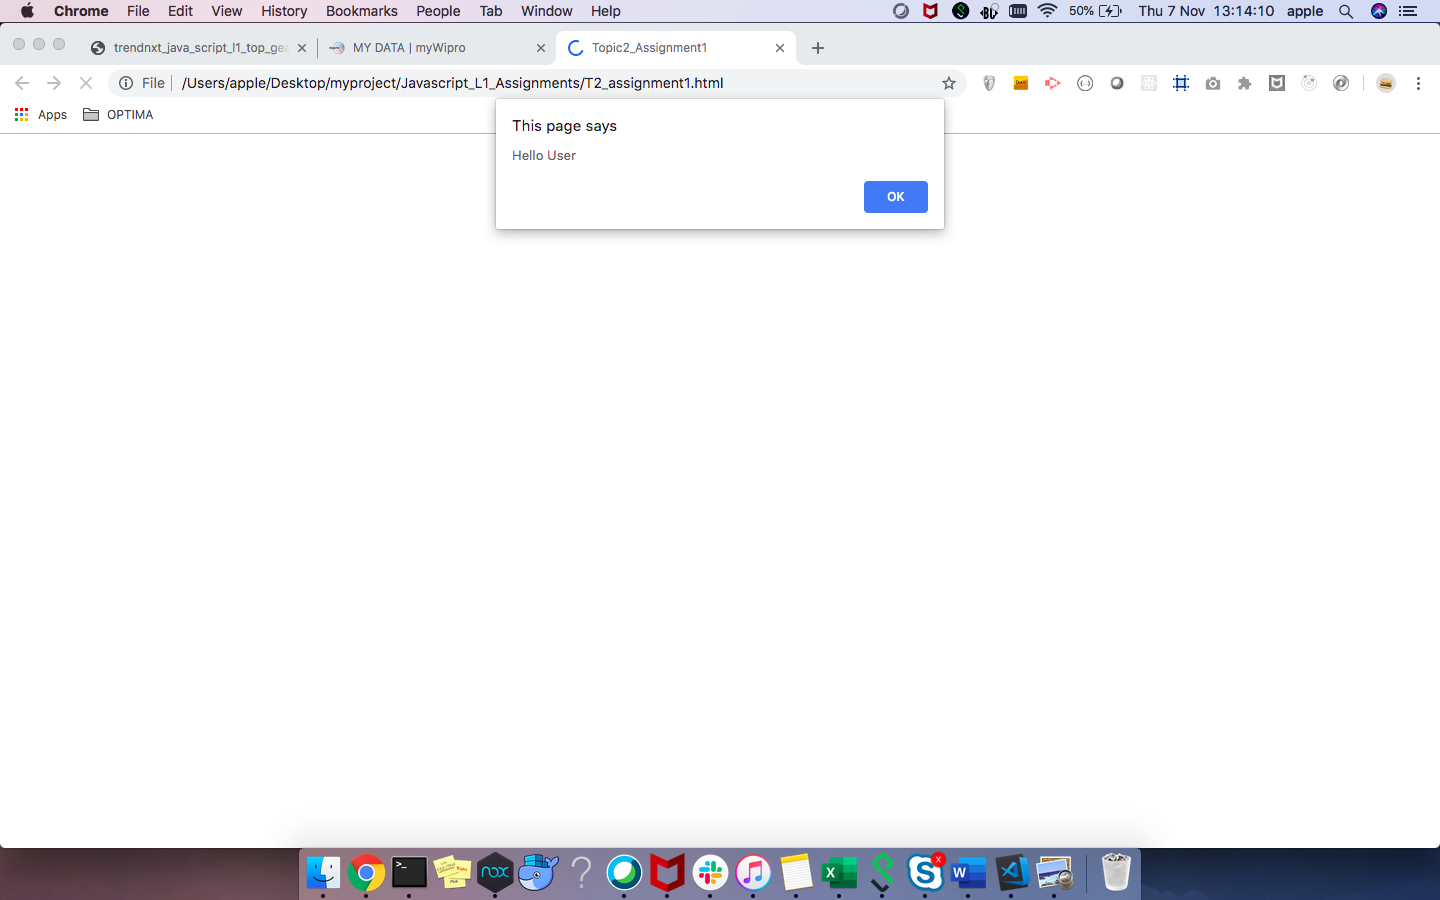 Chrome File Edit View History Bookmarks People Tab Window Help 50% Thu 7 Nov 13:14:10 apple
trendnxt_java_script_l1_top_gea MY DATA | myWipro Topic2_Assignment1
File /Users/apple/Desktop/myproject/Javascript_L1_Assignments/T2_assignment1.html
Apps OPTIMA
This page says
Hello User
OK